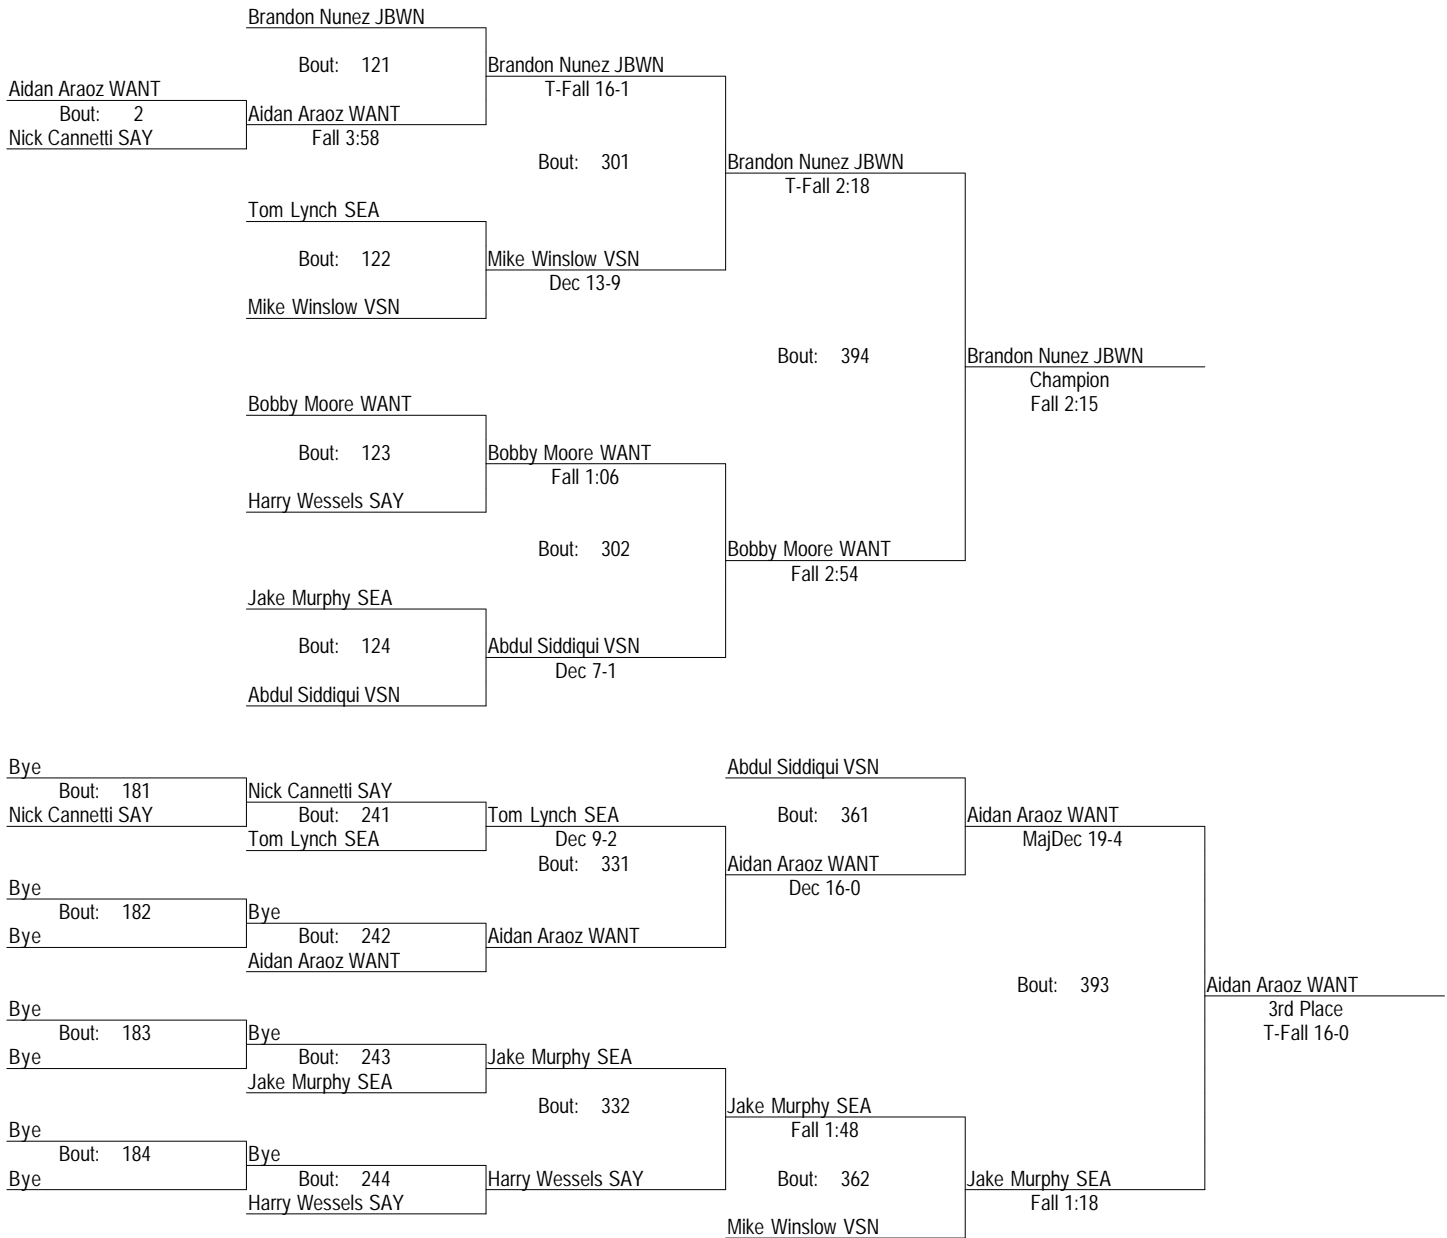 Brandon Nunez JBWN
Bout: 121
Brandon Nunez JBWN
T-Fall 16-1
Aidan Araoz WANT
Bout: 2
Nick Cannetti SAY
Aidan Araoz WANT
Fall 3:58
Bout: 301
Brandon Nunez JBWN
T-Fall 2:18
Tom Lynch SEA
Bout: 122
Mike Winslow VSN
Dec 13-9
Mike Winslow VSN
Bout: 394
Brandon Nunez JBWN
Champion
Fall 2:15
Bobby Moore WANT
Bout: 123
Bobby Moore WANT
Fall 1:06
Harry Wessels SAY
Bout: 302
Bobby Moore WANT
Fall 2:54
Jake Murphy SEA
Bout: 124
Abdul Siddiqui VSN
Dec 7-1
Abdul Siddiqui VSN
Bye
Bout: 181
Nick Cannetti SAY
Nick Cannetti SAY
Bout: 241
Tom Lynch SEA
Tom Lynch SEA
Dec 9-2
Bout: 331
Abdul Siddiqui VSN
Bout: 361
Aidan Araoz WANT
Dec 16-0
Aidan Araoz WANT
MajDec 19-4
Bye
Bout: 182
Bye
Bye
Bout: 242
Aidan Araoz WANT
Aidan Araoz WANT
Bout: 393
Aidan Araoz WANT
3rd Place
T-Fall 16-0
Bye
Bout: 183
Bye
Bye
Bout: 243
Jake Murphy SEA
Jake Murphy SEA
Bout: 332
Jake Murphy SEA
Fall 1:48
Bye
Bout: 184
Bye
Bye
Bout: 244
Harry Wessels SAY
Harry Wessels SAY
Bout: 362
Mike Winslow VSN
Jake Murphy SEA
Fall 1:18